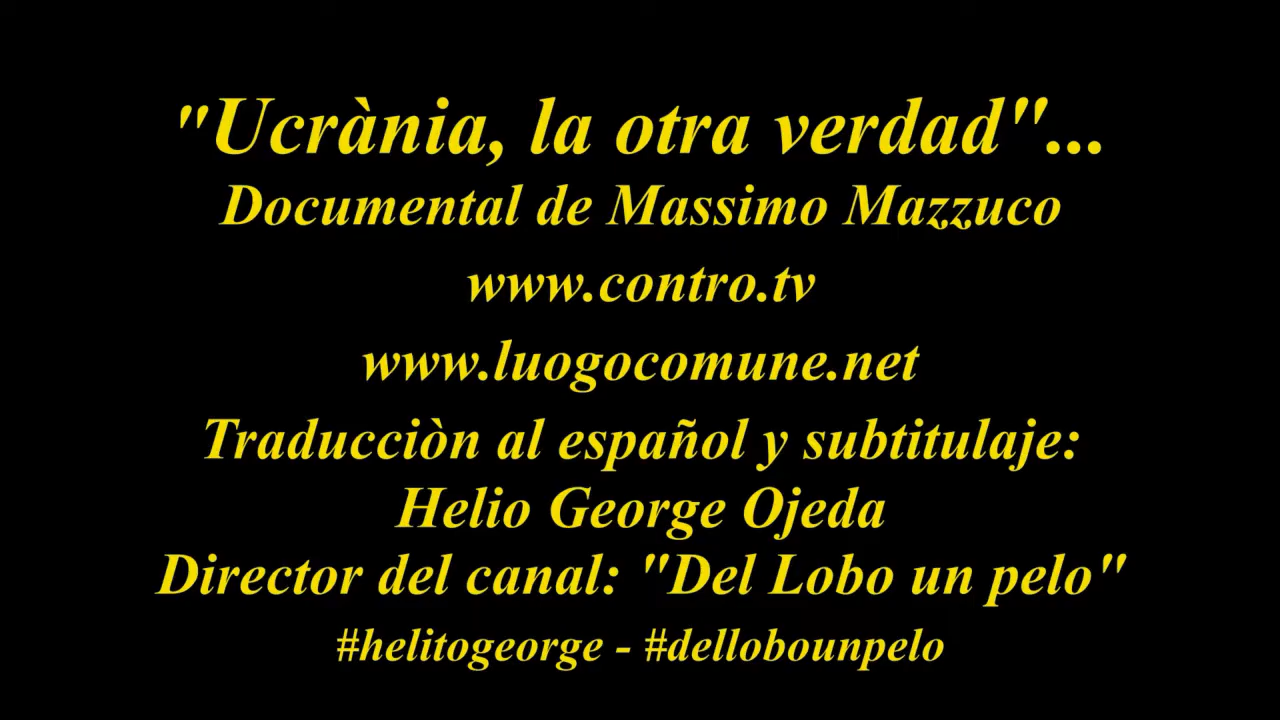 "Ucrània, la otra verdad"...
Documental de Massimo Mazzuco
www.contro.tv
www.luogocomune.net
Traducciòn al español y subtitulaje:
Helio George Ojeda
Director del canal: "Del Lobo un pelo"
#helitogeorge - #dellobounpelo